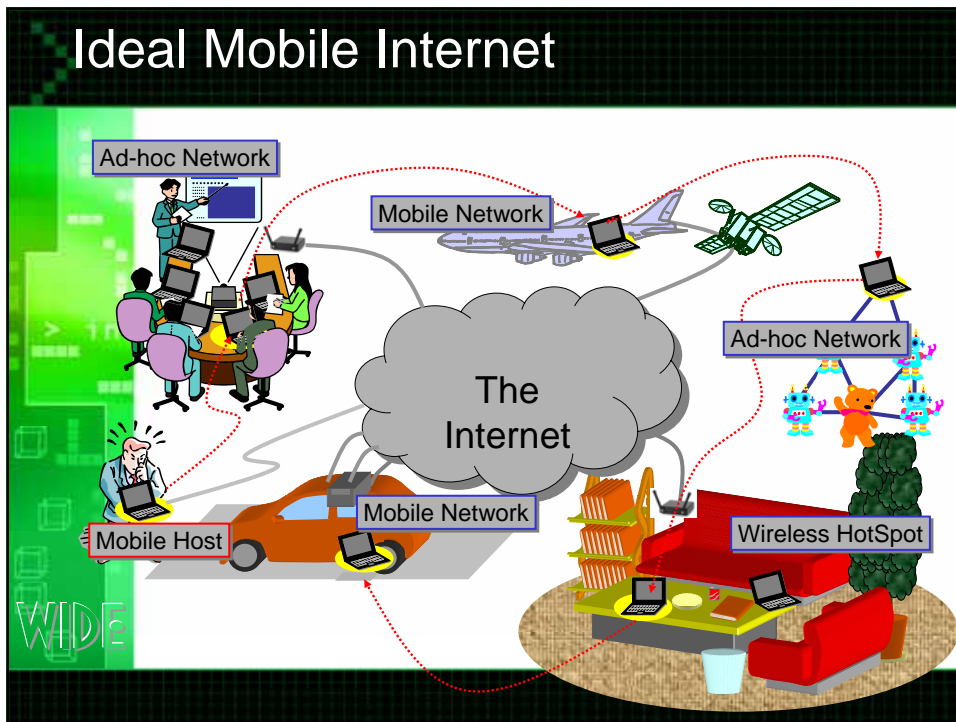 Ideal Mobile Internet
Ad-hoc Network
Mobile Network
Ad-hoc Network
The
Internet
Mobile Network
Mobile Host
Wireless HotSpot
WIDE
> in